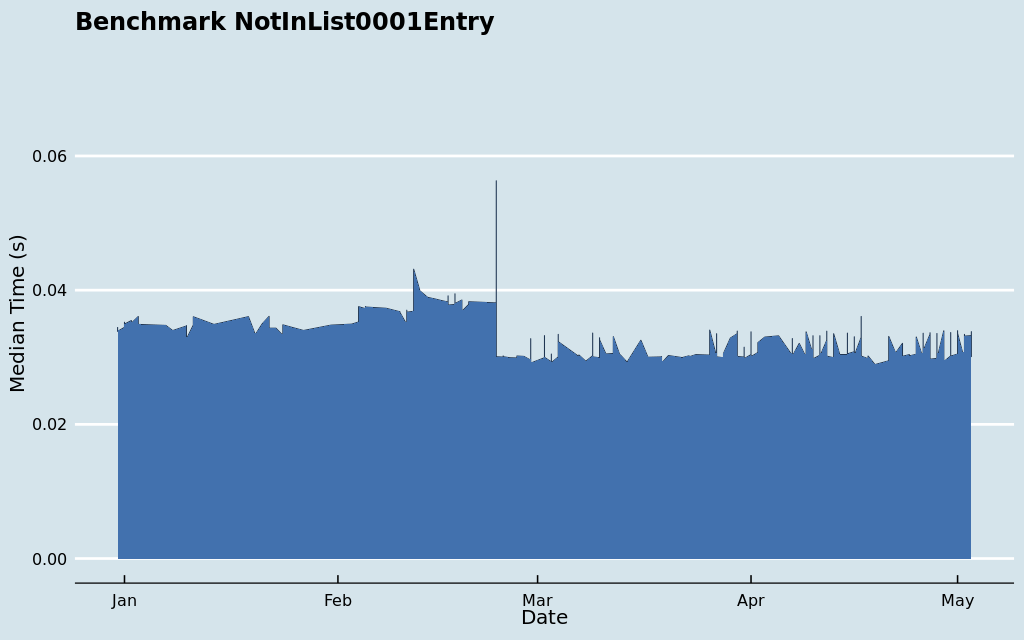 Benchmark NotInList0001Entry
Median Time (s)
0.06
0.04
0.02
0.00
Jan Feb Mar Apr May
Date